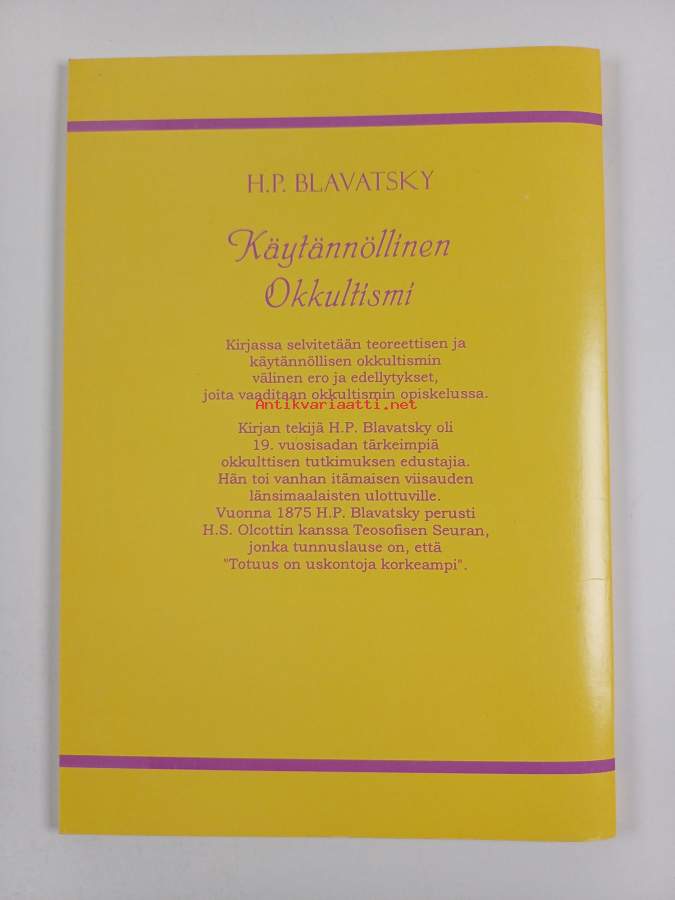 H.P. BLAVATSKY
Käytännöllinen
Okkultismi
Kirjassa selvitetään teoreettisen ja
käytännöllisen okkultismin
välinen ero ja edellytykset,
joita vaaditaan okkultismin opiskelussa.
Antikvariaatti.net
Kirjan tekijä H.P. Blavatsky oli
19. vuosisadan tärkeimpiä
okkulttisen tutkimuksen edustajia.
Hän toi vanhan itämaisen viisauden
länsimaalaisten ulottuville.
Vuonna 1875 H.P. Blavatsky perusti
H.S. Olcottin kanssa Teosofisen Seuran,
jonka tunnuslause on, että
"Totuus on uskontoja korkeampi".